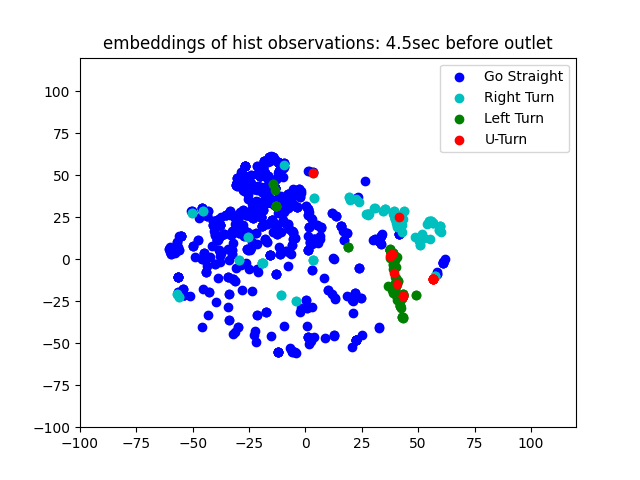 embeddings of hist observations: 4.5sec before outlet
Go Straight
Right Turn
Left Turn
U-Turn
100
75
50
25
0
−25
−50
−75
−100
−100 −75 −50 −25 0 25 50 75 100